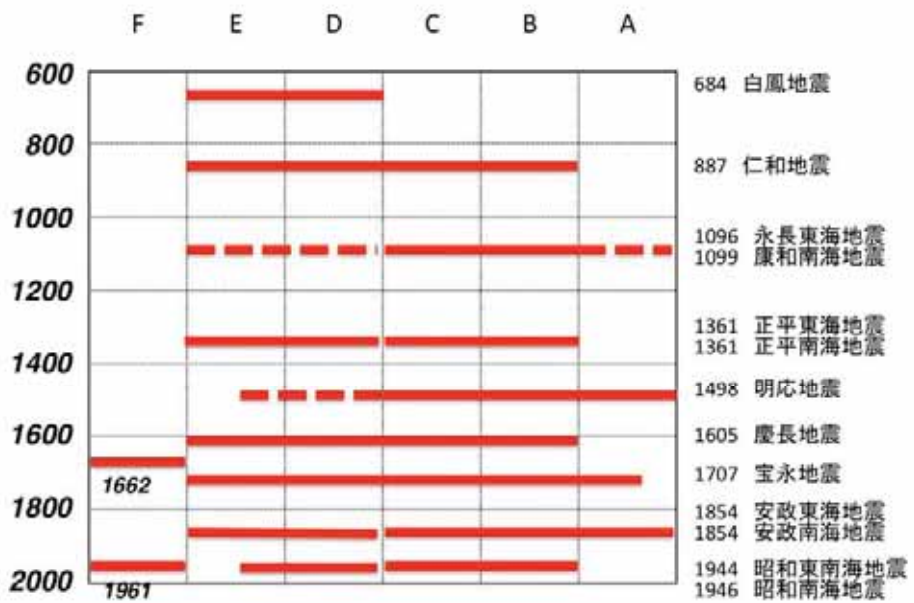 F E D C B A
600
800
1000
1200
1400
1600
1800
2000
1662
1961
684 白鳳地震
887 仁和地震
1096 永長東海地震
1099 康和南海地震
1361 正平東海地震
1361 正平南海地震
1498 明応地震
1605 慶長地震
1707 宝永地震
1854 安政東海地震
1854 安政南海地震
1944 昭和東南海地震
1946 昭和南海地震